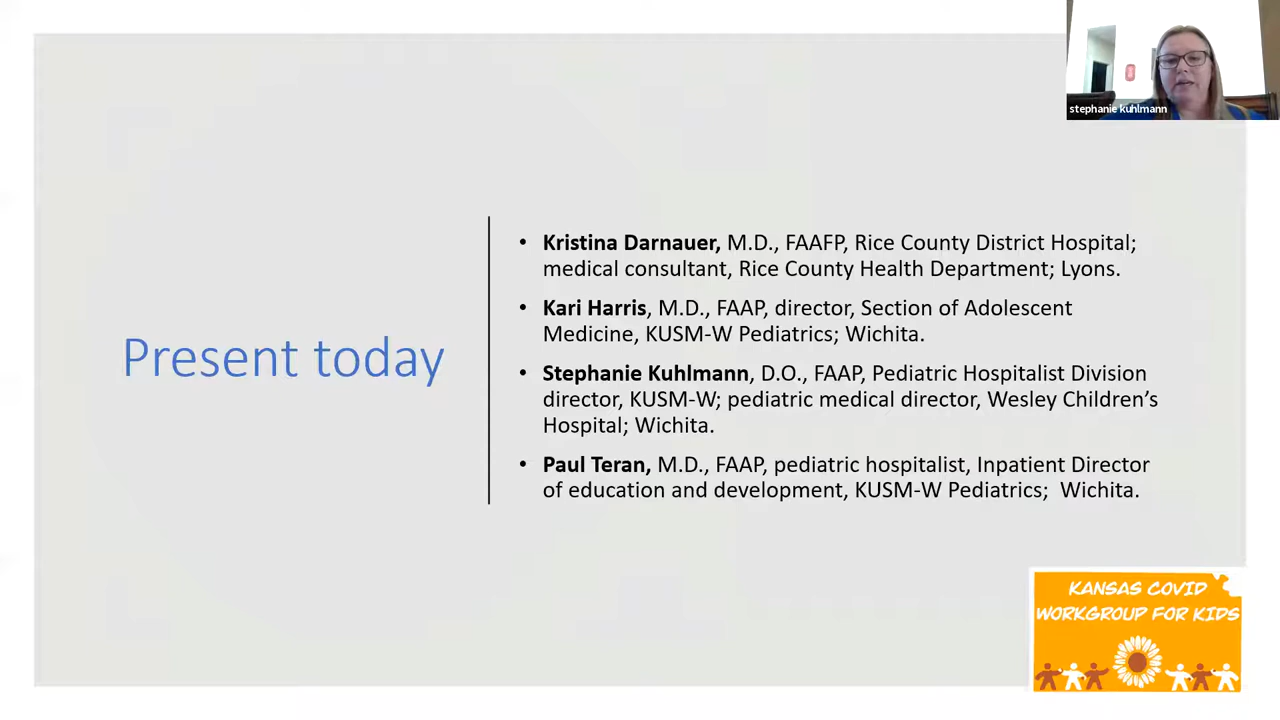 stephanie kuhlmann
Present today
• Kristina Darnauer, M.D., FAAFP, Rice County District Hospital;
medical consultant, Rice County Health Department; Lyons.
• Kari Harris, M.D., FAAP, director, Section of Adolescent
Medicine, KUSM-W Pediatrics; Wichita.
• Stephanie Kuhlmann, D.O., FAAP, Pediatric Hospitalist Division
director, KUSM-W; pediatric medical director, Wesley Children’s
Hospital; Wichita.
• Paul Teran, M.D., FAAP, pediatric hospitalist, Inpatient Director
of education and development, KUSM-W Pediatrics;  Wichita.
KANSAS COVID
WORKGROUP FOR KIDS